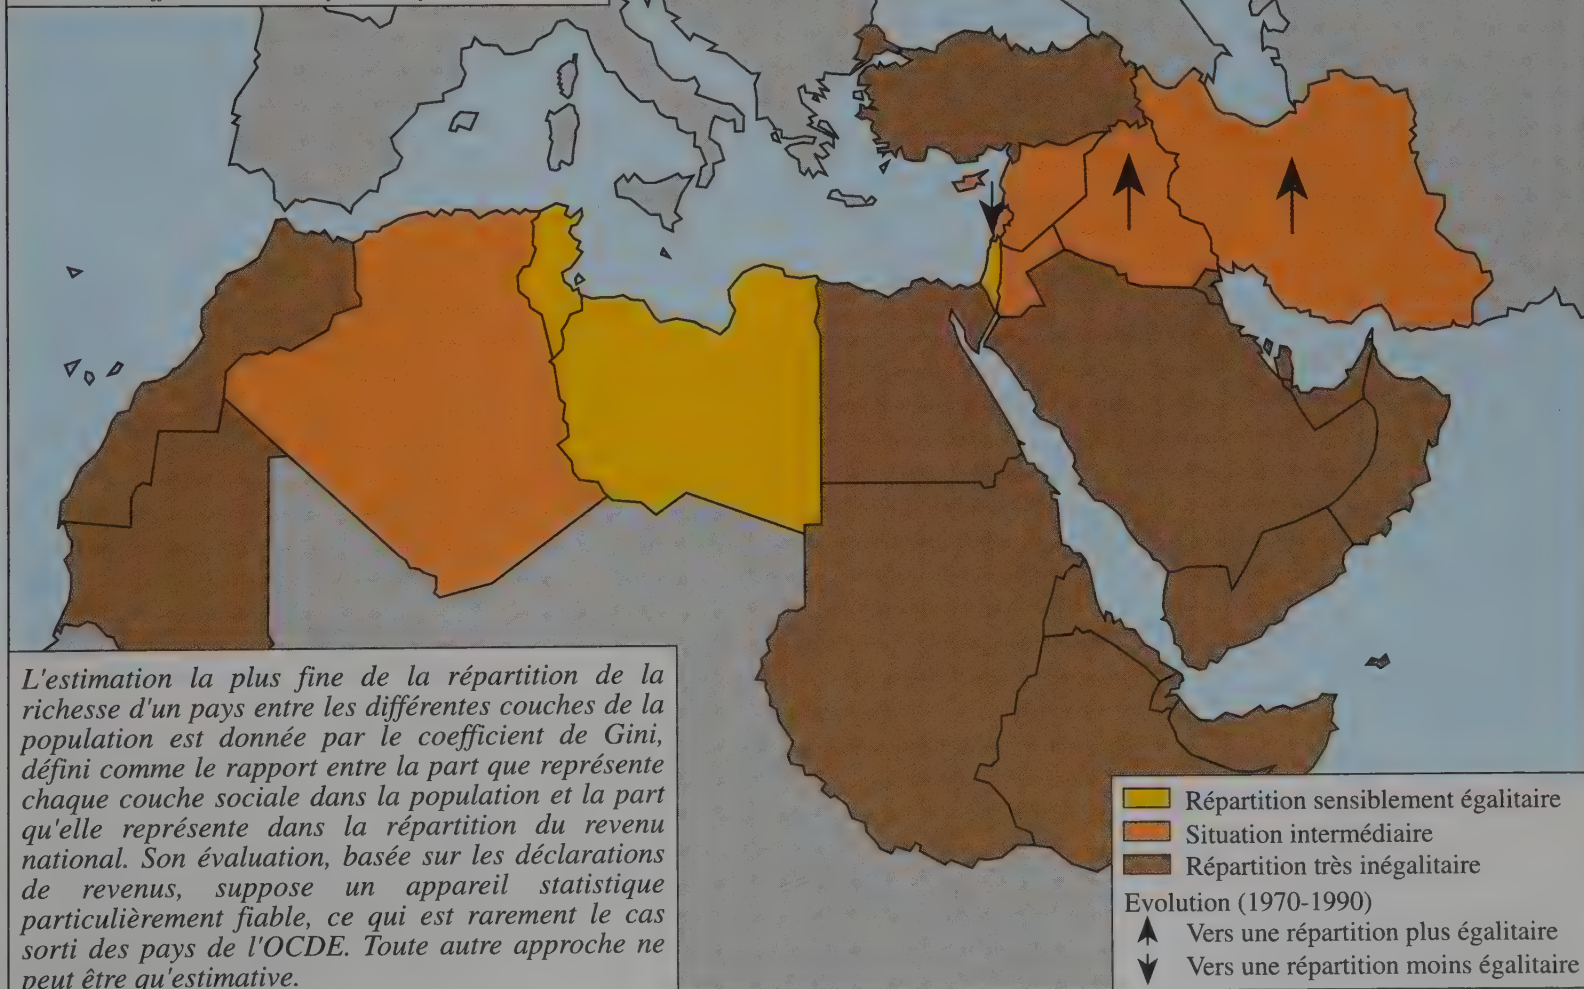 L'estimation la plus fine de la répartition de la
richesse d'un pays entre les différentes couches de la
population est donnée par le coefficient de Gini,
défini comme le rapport entre la part que représente
chaque couche sociale dans la population et la part
qu'elle représente dans la répartition du revenu
national. Son évaluation, basée sur les déclarations
de revenus, suppose un appareil statistique
particulièrement fiable, ce qui est rarement le cas
sorti des pays de l'OCDE. Toute autre approche ne
peut être qu'estimative.
Répartition sensiblement égalitaire
Situation intermédiaire
Répartition très inégalitaire
Evolution (1970-1990)
Vers une répartition plus égalitaire
Vers une répartition moins égalitaire